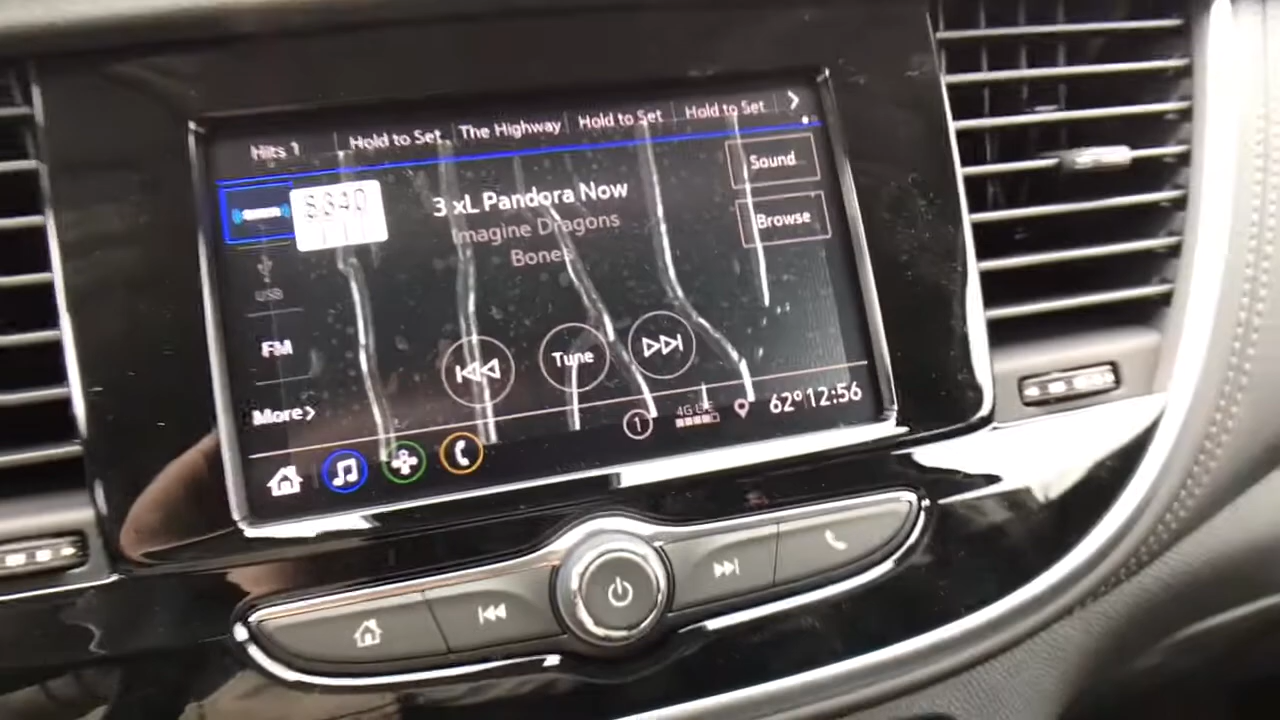 Hits 1 Hold to Set The Highway Hold to Set Hold to Set
3 xL Pandora Now
Imagine Dragons
Bones
Sound
Browse
USB
FM
More
Tune
1 4G LTE 62° 12:56